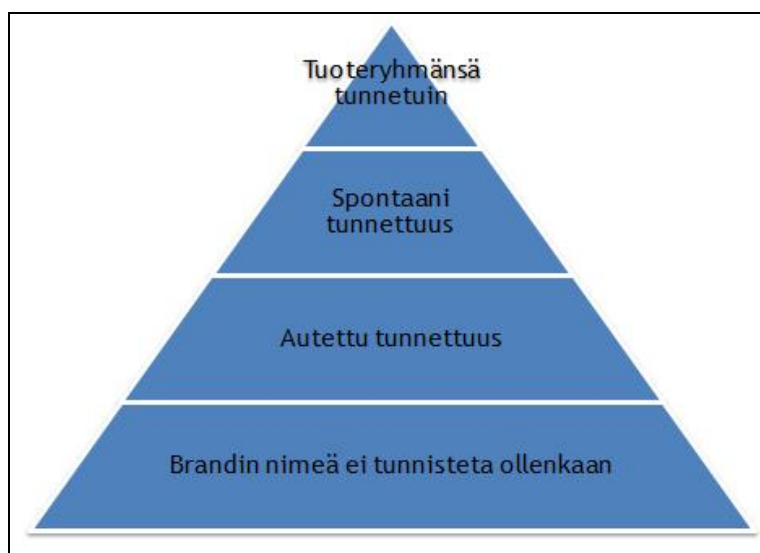 Tuoteryhmänsä
tunnetuin
Spontaani
tunnettuus
Autettu tunnettuus
Brandin nimeä ei tunnisteta ollenkaan